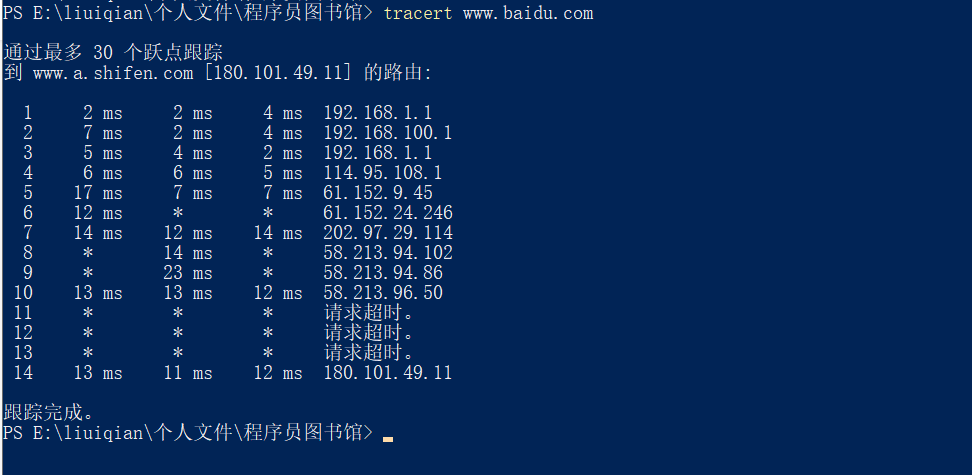 PS E:\liuiqian\个人文件\程序员图书馆> tracert www.baidu.com
通过最多 30 个跃点跟踪
到 www.a.shifen.com [180.101.49.11] 的路由:
1 2 ms 2 ms 4 ms 192.168.1.1
2 7 ms 2 ms 4 ms 192.168.100.1
3 5 ms 4 ms 2 ms 192.168.1.1
4 6 ms 6 ms 5 ms 114.95.108.1
5 17 ms 7 ms 7 ms 61.152.9.45
6 12 ms * * 61.152.24.246
7 14 ms 12 ms 14 ms 202.97.29.114
8 * 14 ms * 58.213.94.102
9 * 23 ms * 58.213.94.86
10 13 ms 13 ms 12 ms 58.213.96.50
11 * * * 请求超时。
12 * * * 请求超时。
13 * * * 请求超时。
14 13 ms 11 ms 12 ms 180.101.49.11
跟踪完成。
PS E:\liuiqian\个人文件\程序员图书馆>